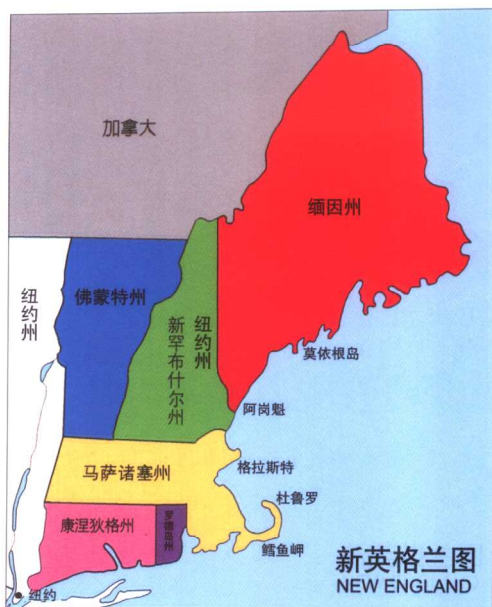 加拿大
缅因州
纽约州
佛蒙特州
新罕布什尔州
纽约州
莫依根岛
阿岗魁
马萨诸塞州
格拉斯特
杜鲁罗
康涅狄格州
罗德岛州
鳕鱼岬
纽约
新英格兰图
NEW ENGLAND